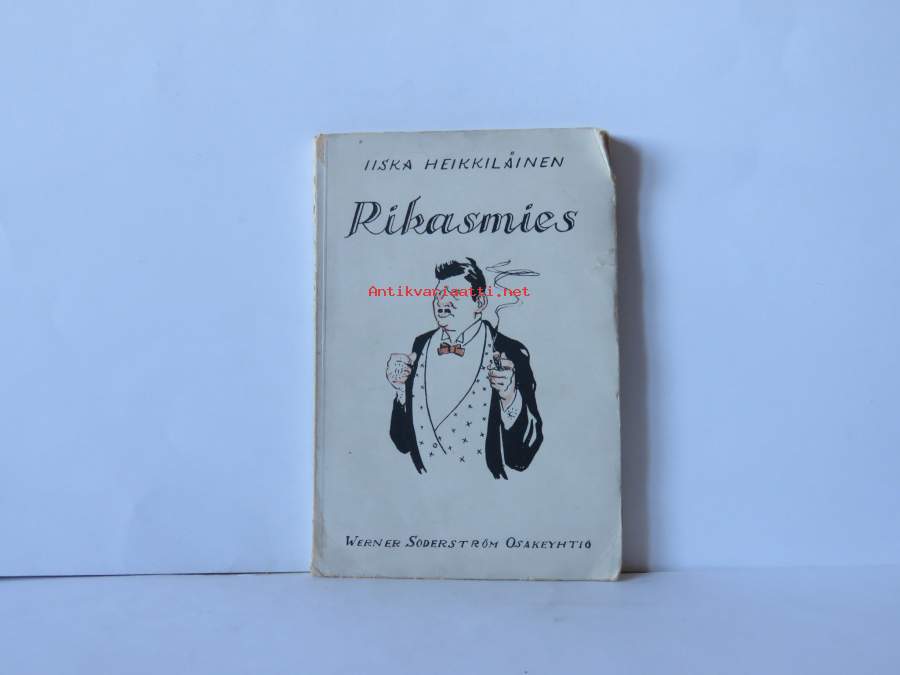 IISKA HEIKKILÄINEN
Rikasmies
Antikvariaatti.net
WERNER SÖDERSTRÖM OSAKEYHTIÖ